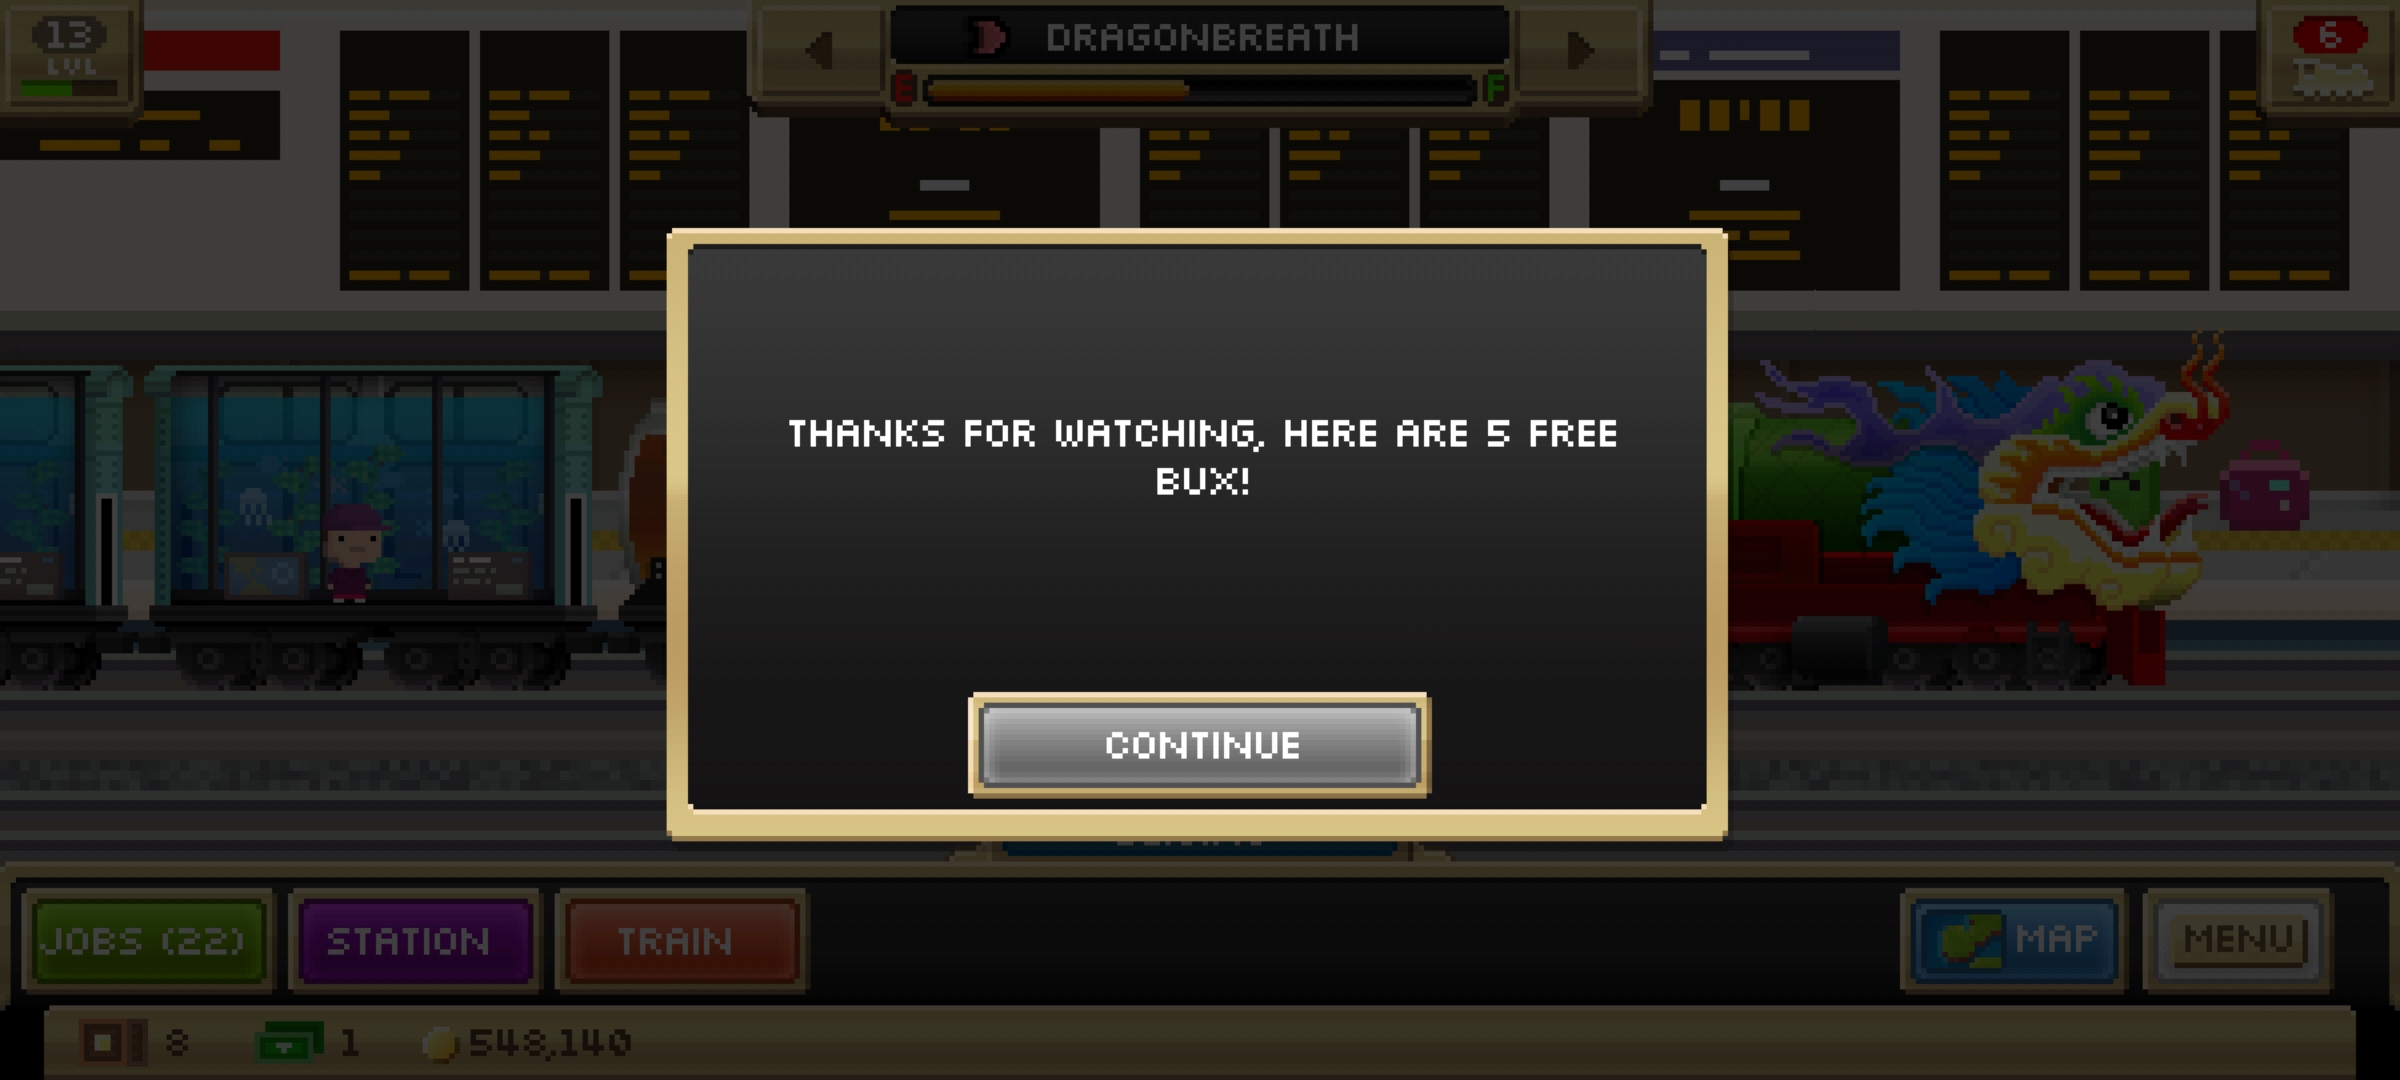 13
LVL
DRAGONBREATH
E F
6
THANKS FOR WATCHING, HERE ARE 5 FREE
BUX!
CONTINUE
JOBS (22)
STATION
TRAIN
MAP
MENU
8
1
548,140